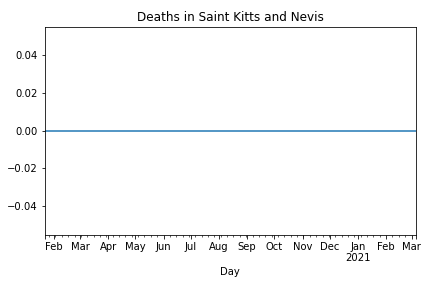 Deaths in Saint Kitts and Nevis
0.04
0.02
0.00
−0.02
−0.04
Feb Mar Apr May Jun Jul Aug Sep Oct Nov Dec Jan Feb Mar
2021
Day